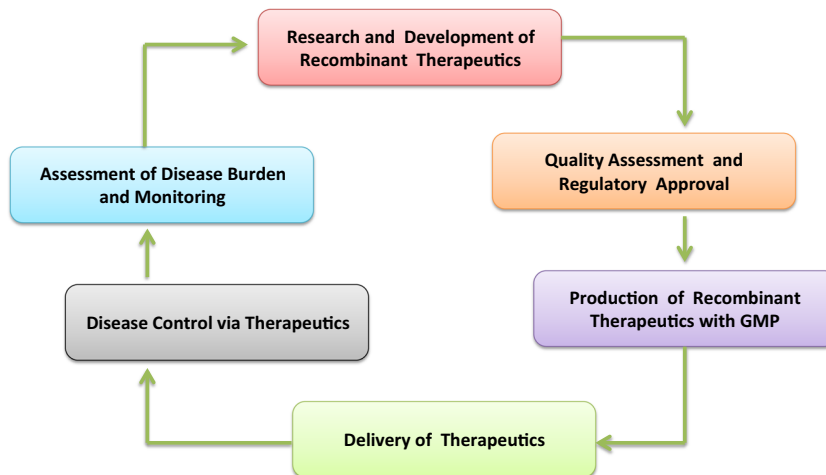 Research and Development of
Recombinant Therapeutics
Quality Assessment and
Regulatory Approval
Production of Recombinant
Therapeutics with GMP
Delivery of Therapeutics
Disease Control via Therapeutics
Assessment of Disease Burden
and Monitoring